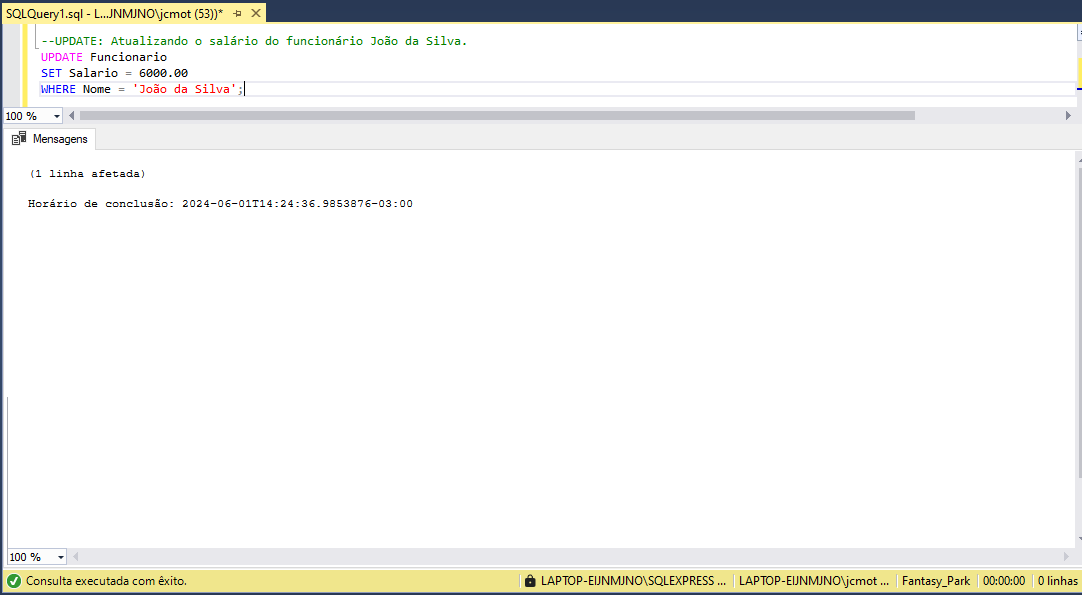 SQLQuery1.sql - L...JNMJNO\jcmot (53))*
--UPDATE: Atualizando o salário do funcionário João da Silva.
UPDATE Funcionario
SET Salario = 6000.00
WHERE Nome = 'João da Silva';
100 %
Mensagens
(1 linha afetada)
Horário de conclusão: 2024-06-01T14:24:36.9853876-03:00
100 %
Consulta executada com êxito. LAPTOP-EIJNMJNO\SQLEXPRESS ... LAPTOP-EIJNMJNO\jcmot ... Fantasy_Park 00:00:00 0 linhas